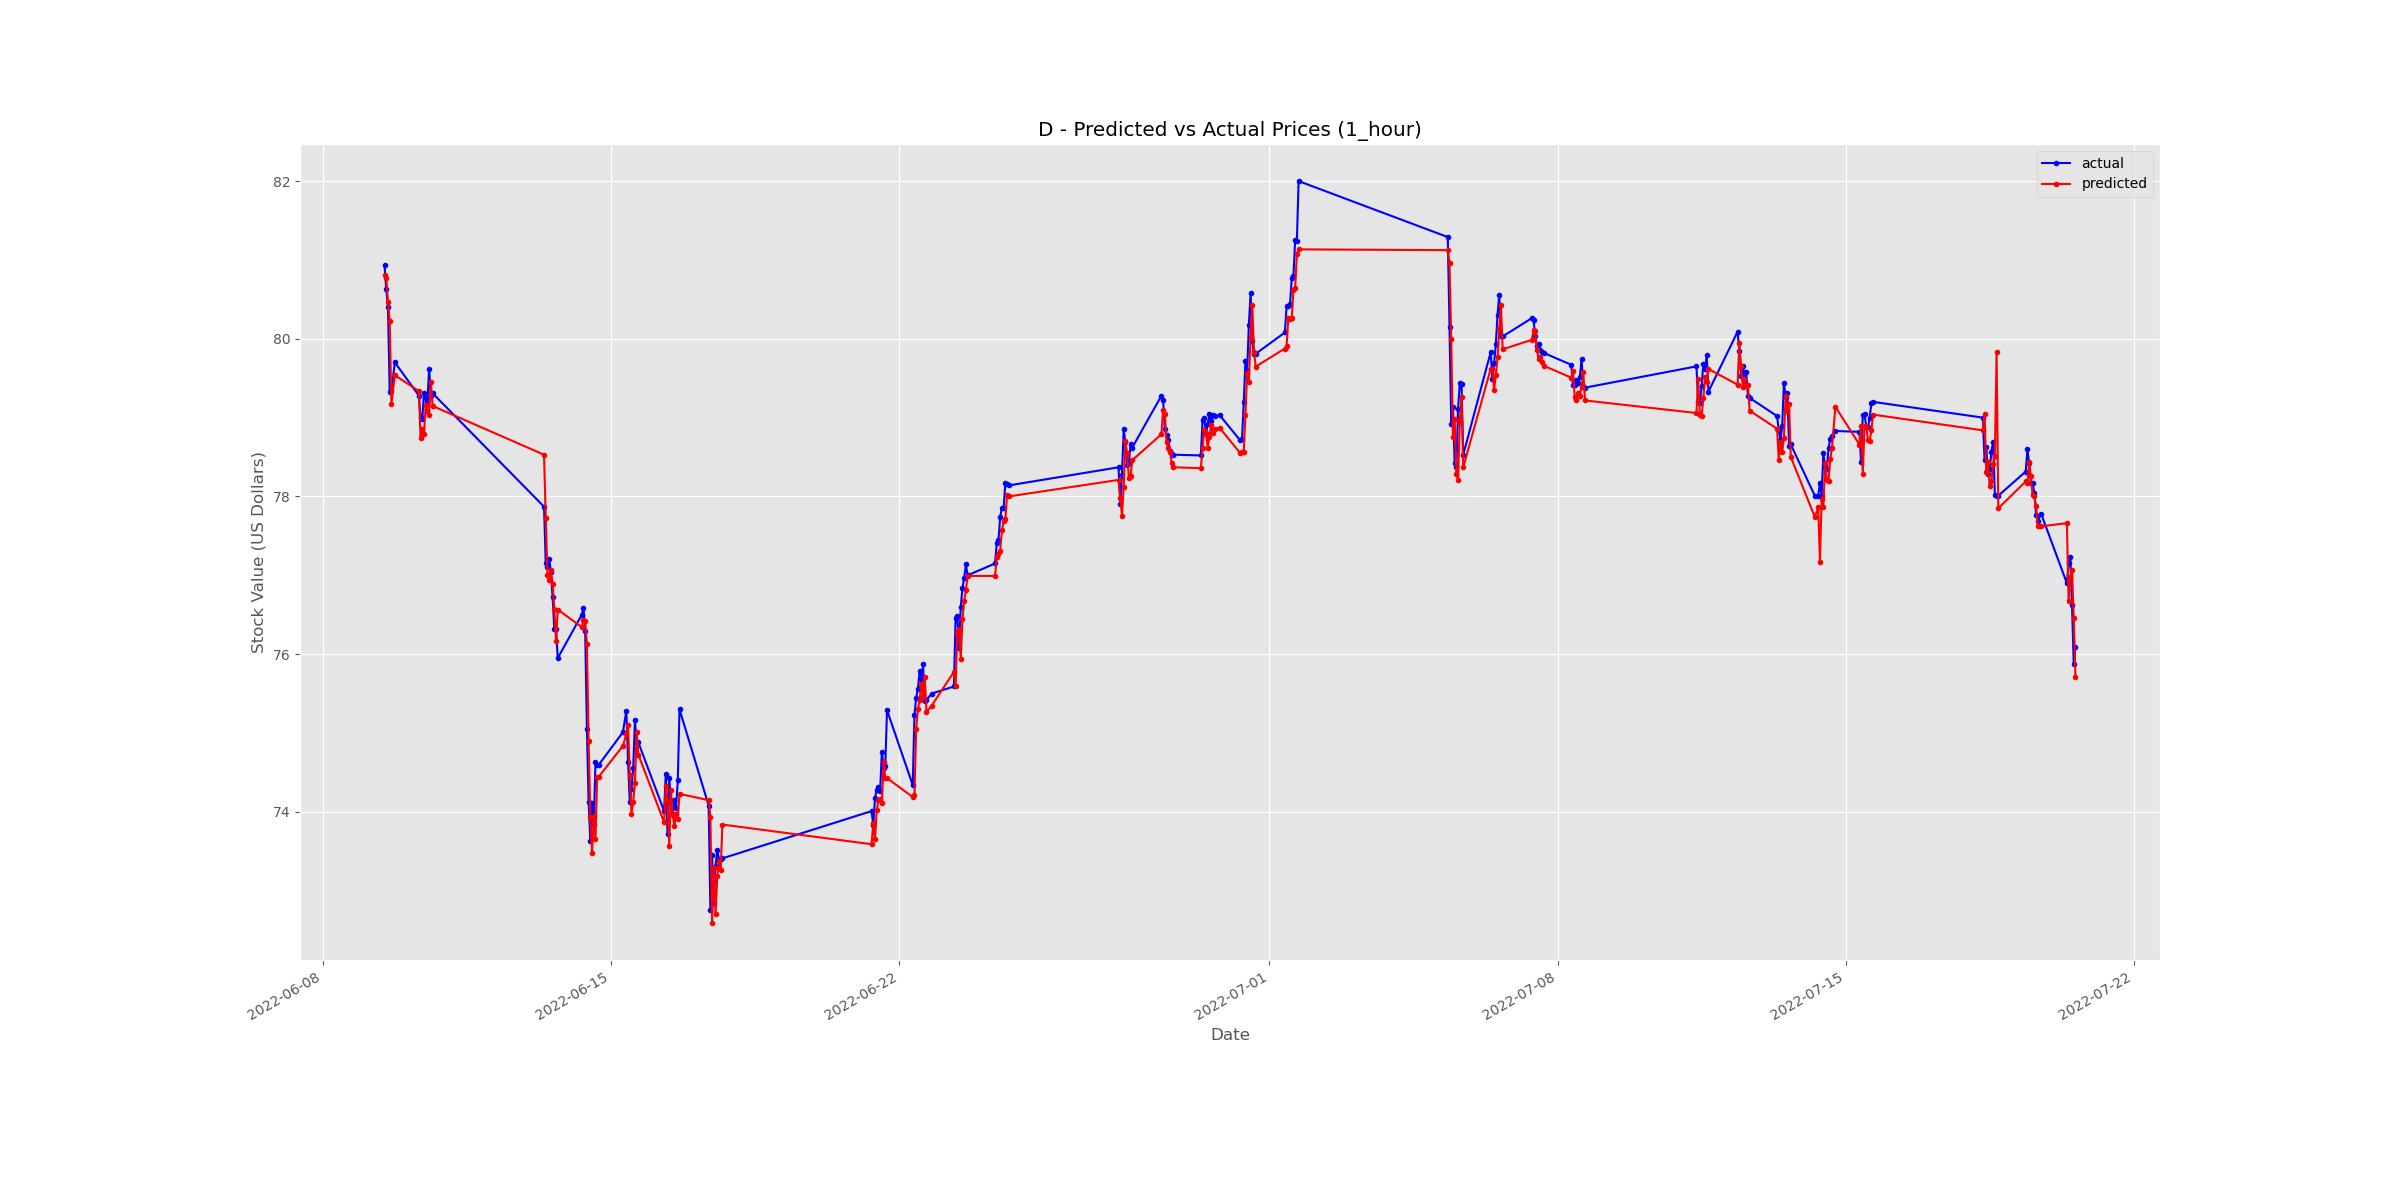 D - Predicted vs Actual Prices (1_hour)
actual
predicted
82
80
78
76
74
Stock Value (US Dollars)
2022-06-08
2022-06-15
2022-06-22
2022-07-01
2022-07-08
2022-07-15
2022-07-22
Date